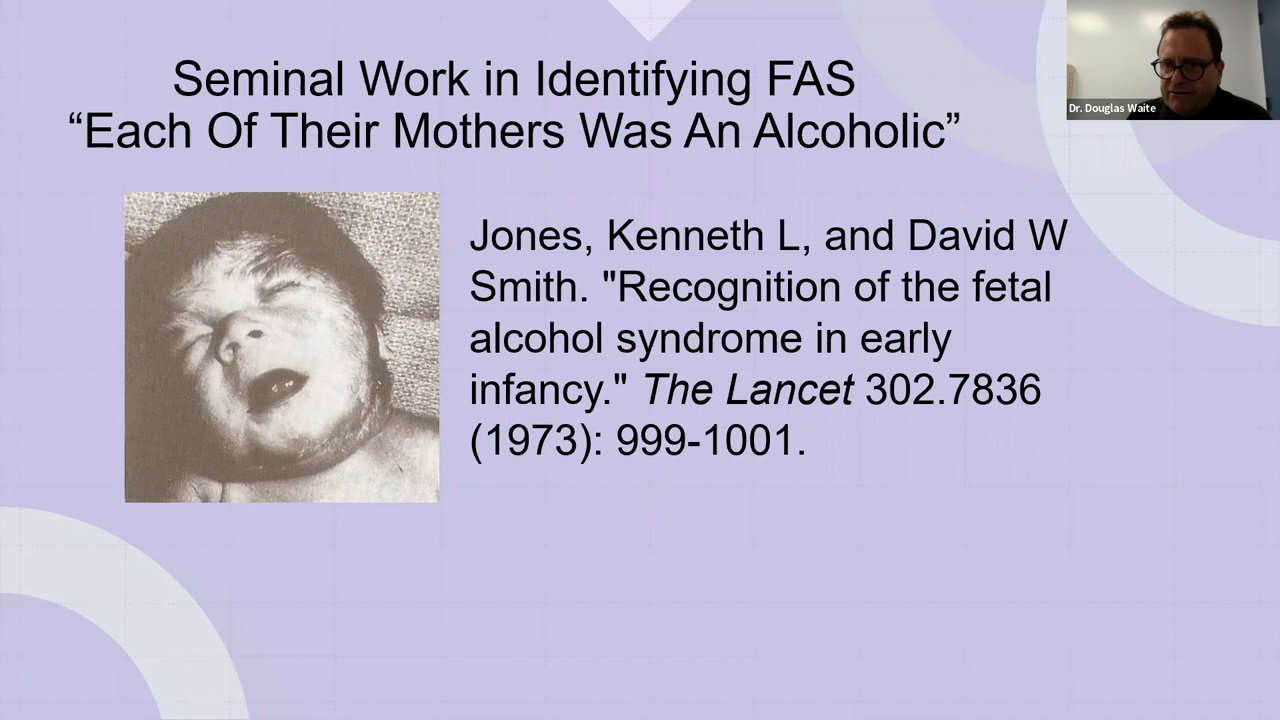 Seminal Work in Identifying FAS
“Each Of Their Mothers Was An Alcoholic”
Dr. Douglas Waite
Jones, Kenneth L, and David W
Smith. "Recognition of the fetal
alcohol syndrome in early
infancy." The Lancet 302.7836
(1973): 999-1001.